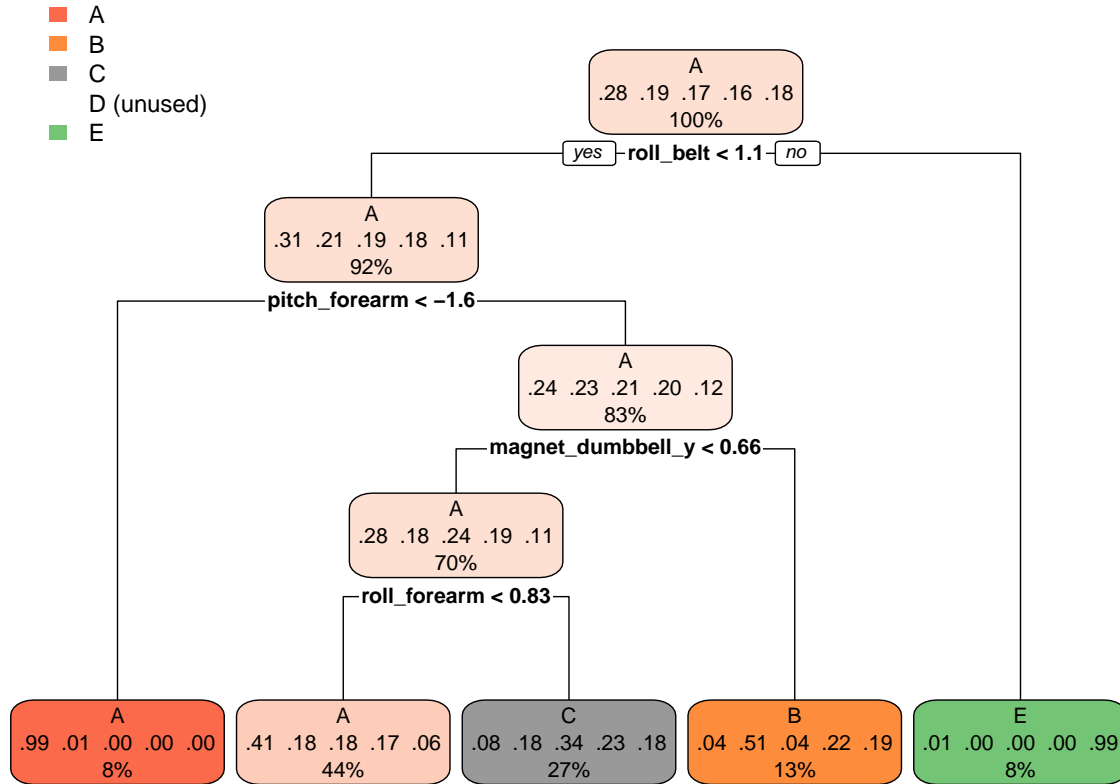 A
B
C
D (unused)
E
A
.28 .19 .17 .16 .18
100%
yes roll_belt < 1.1 no
A
.31 .21 .19 .18 .11
92%
pitch_forearm < −1.6
A
.24 .23 .21 .20 .12
83%
magnet_dumbbell_y < 0.66
A
.28 .18 .24 .19 .11
70%
roll_forearm < 0.83
A
.99 .01 .00 .00 .00
8%
A
.41 .18 .18 .17 .06
44%
C
.08 .18 .34 .23 .18
27%
B
.04 .51 .04 .22 .19
13%
E
.01 .00 .00 .00 .99
8%